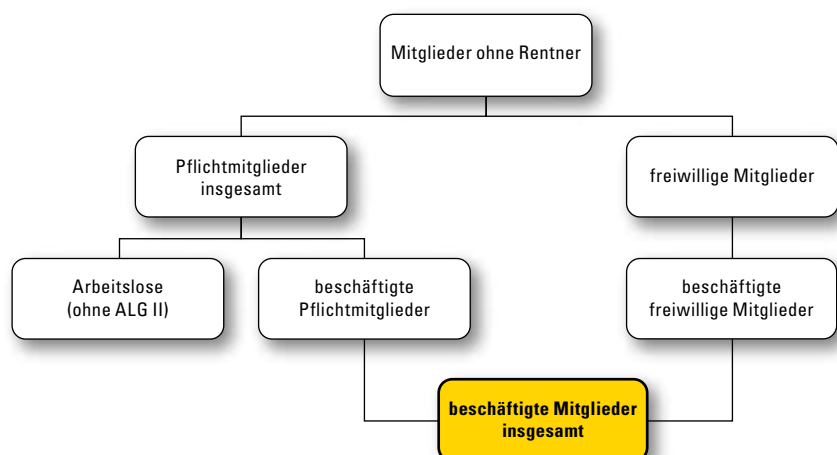 Mitglieder ohne Rentner
Pflichtmitglieder
insgesamt
freiwillige Mitglieder
Arbeitslose
(ohne ALG II)
beschäftigte
Pflichtmitglieder
beschäftigte
freiwillige Mitglieder
beschäftigte Mitglieder
insgesamt